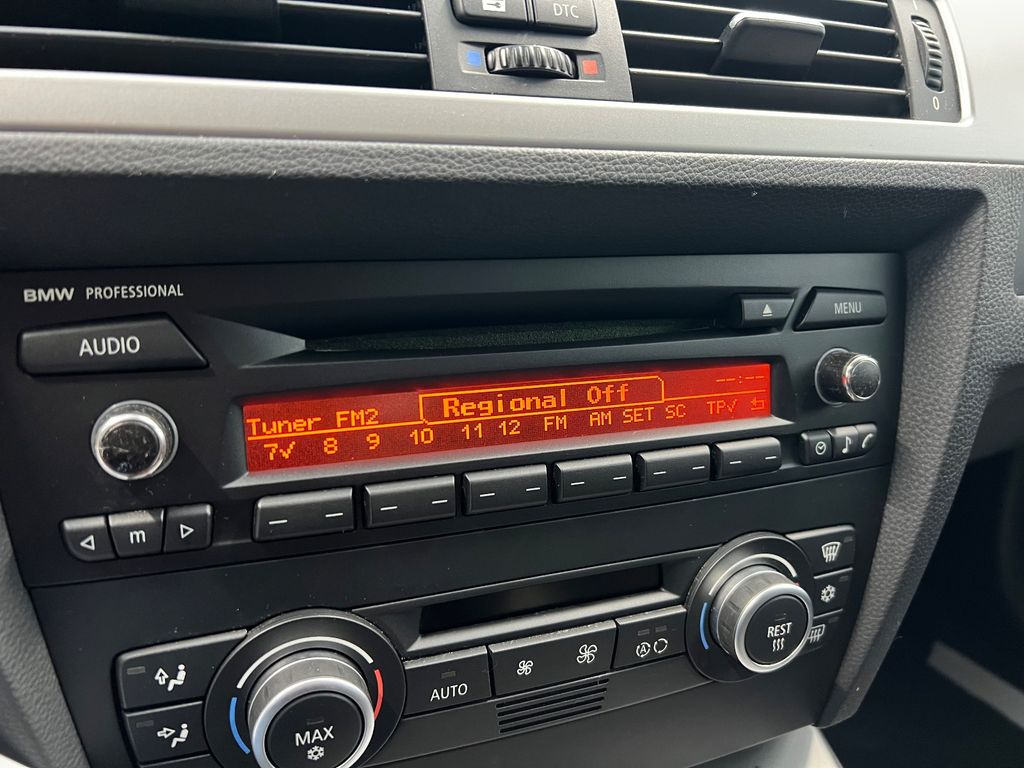 DTC
0
BMW PROFESSIONAL
AUDIO
MENU
Tuner FM2
Regional Off
--:--
7✓ 8 9 10 11 12 FM AM SET SC TP✓
m
MAX
AUTO
A
REST